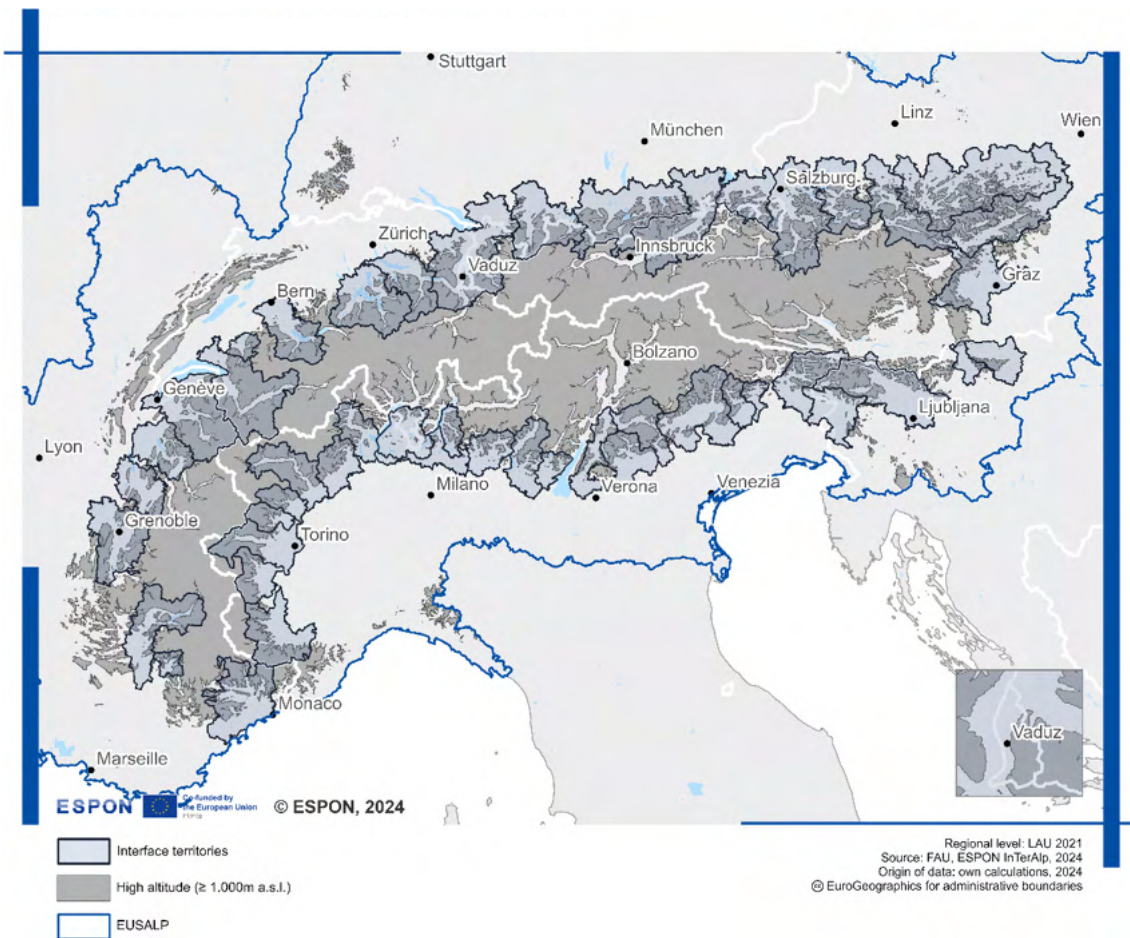 Stuttgart
Linz
Wien
München
Salzburg
Zürich
Innsbruck
Vaduz
Graz
Bern
Bolzano
Genève
Ljubljana
Lyon
Milano
Verona
Venezia
Grenoble
Torino
Monaco
Vaduz
Marseille
ESPON
Co-funded by
the European Union
© ESPON, 2024
Interface territories
High altitude (≥ 1.000m a.s.l.)
EUSALP
Regional level: LAU 2021
Source: FAU, ESPON InTerAlp, 2024
Origin of data: own calculations, 2024
EuroGeographics for administrative boundaries